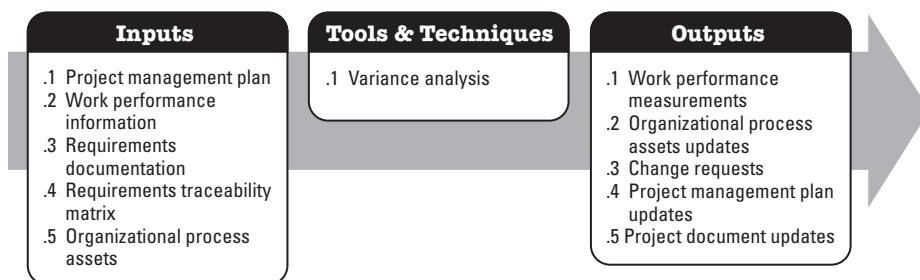 Inputs
.1 Project management plan
.2 Work performance
information
.3 Requirements
documentation
.4 Requirements traceability
matrix
.5 Organizational process
assets
Tools & Techniques
.1 Variance analysis
Outputs
.1 Work performance
measurements
.2 Organizational process
assets updates
.3 Change requests
.4 Project management plan
updates
.5 Project document updates